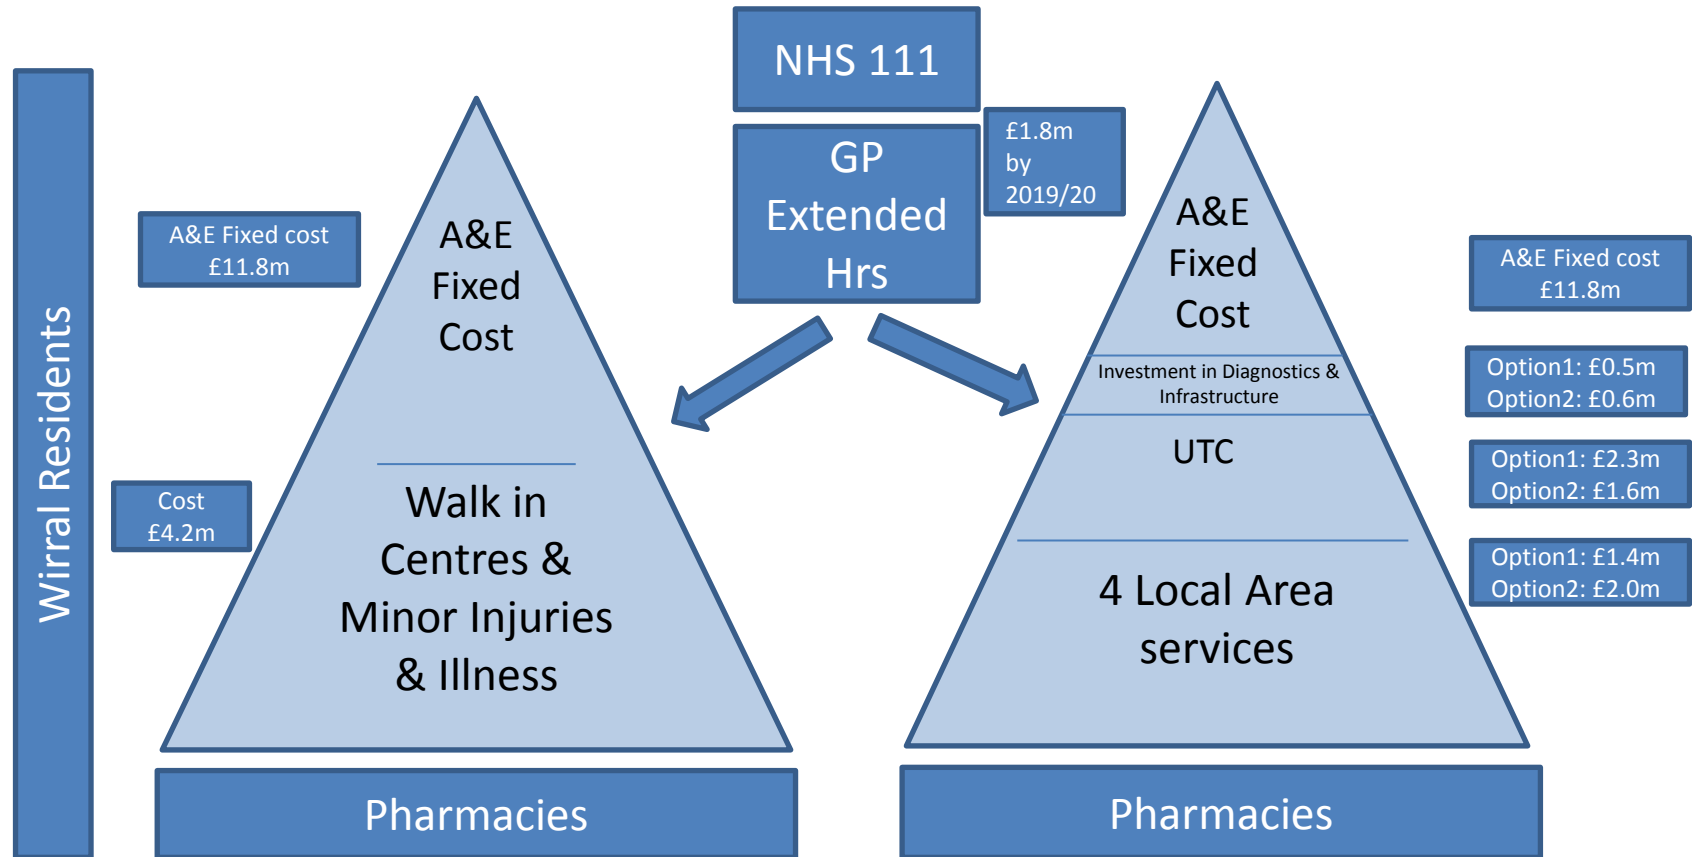 Wirral Residents
A&E Fixed cost
£11.8m
Cost
£4.2m
A&E
Fixed
Cost
Walk in
Centres &
Minor Injuries
& Illness
Pharmacies
NHS 111
GP
Extended
Hrs
£1.8m
by
2019/20
A&E
Fixed
Cost
Investment in Diagnostics &
Infrastructure
UTC
4 Local Area
services
Pharmacies
A&E Fixed cost
£11.8m
Option1: £0.5m
Option2: £0.6m
Option1: £2.3m
Option2: £1.6m
Option1: £1.4m
Option2: £2.0m